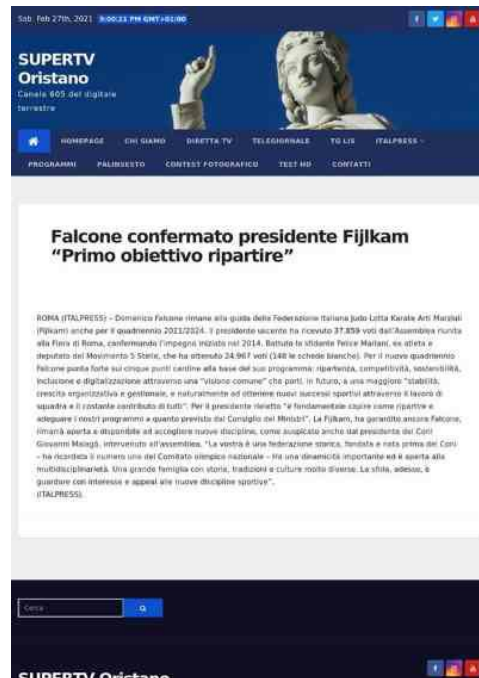 Sab. Feb 27th, 2021 9:00:21 PM GMT+01:00
SUPERTV
Oristano
Canale 605 del digitale
terrestre
HOMEPAGE CHI SIAMO DIRETTA TV TELEGIORNALE TG LIS ITALPRESS
PROGRAMMI PALINSESTO CONTEST FOTOGRAFICO TEST HD CONTATTI
Falcone confermato presidente Fijlkam
“Primo obiettivo ripartire”
ROMA (ITALPRESS) – Domenico Falcone rimane alla guida della Federazione Italiana Judo Lotta Karate Arti Marziali
(Fijlkam) anche per il quadriennio 2021/2024. Il presidente uscente ha ricevuto 37.859 voti dall'Assemblea riunita
alla Fiera di Roma, confermando l'impegno iniziato nel 2014. Battuto lo sfidante Felice Mariani, ex atleta e
deputato del Movimento 5 Stelle, che ha ottenuto 24.967 voti (148 le schede bianche). Per il nuovo quadriennio
Falcone punta forte sui cinque punti cardine alla base del suo programma: ripartenza, competitività, sostenibilità,
inclusione e digitalizzazione attraverso una “visione comune” che porti, in futuro, a una maggiore “stabilità,
crescita organizzativa e gestionale, e naturalmente ad ottenere nuovi successi sportivi attraverso il lavoro di
squadra e il costante contributo di tutti”. Per il presidente rieletto “è fondamentale capire come ripartire e
adeguare i nostri programmi a quanto previsto dal Consiglio dei Ministri”. La Fijlkam, ha garantito ancora Falcone,
rimarrà aperta e disponibile ad accogliere nuove discipline, come auspicato anche dal presidente del Coni
Giovanni Malagò, intervenuto all'assemblea. “La vostra è una federazione storica, fondata e nata prima del Coni
– ha ricordato il numero uno del Comitato olimpico nazionale – Ha una dinamicità importante ed è aperta alla
multidisciplinarietà. Una grande famiglia con storia, tradizioni e culture molto diverse. La sfida, adesso, è
guardare con interesse e appeal alle nuove discipline sportive”.
(ITALPRESS).
Cerca
SUPERTV Oristano